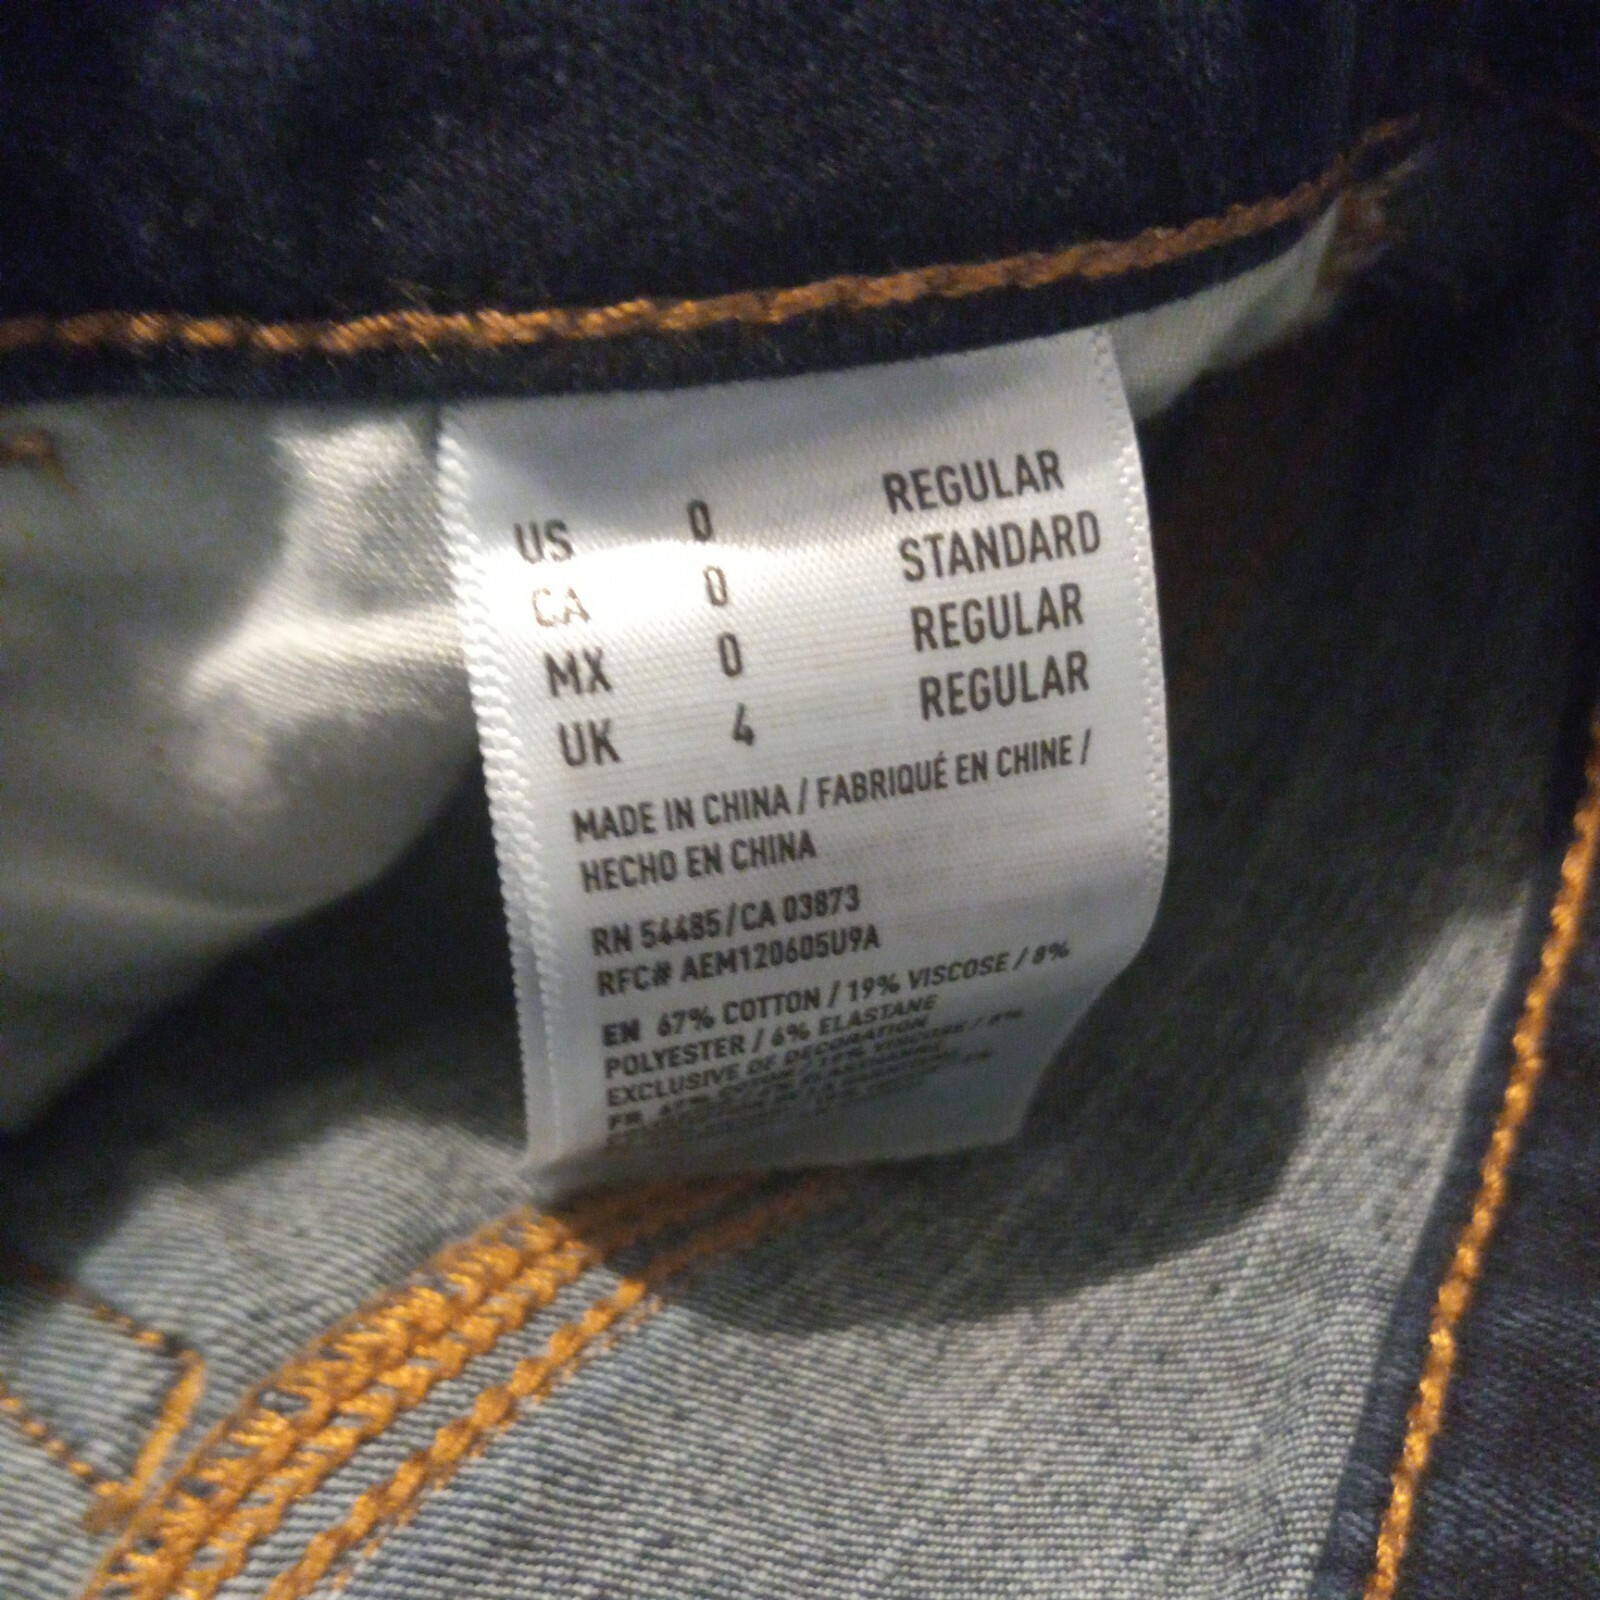 US 0 REGULAR
CA 0 STANDARD
MX 0 REGULAR
UK 4 REGULAR
MADE IN CHINA / FABRIQUÉ EN CHINE /
HECHO EN CHINA
RN 54485/CA 03873
RFC# AEM120605U9A
EN 67% COTTON / 19% VISCOSE / 8%
POLYESTER / 6% ELASTANE
EXCLUSIVE OF DECORATION
FR 67%